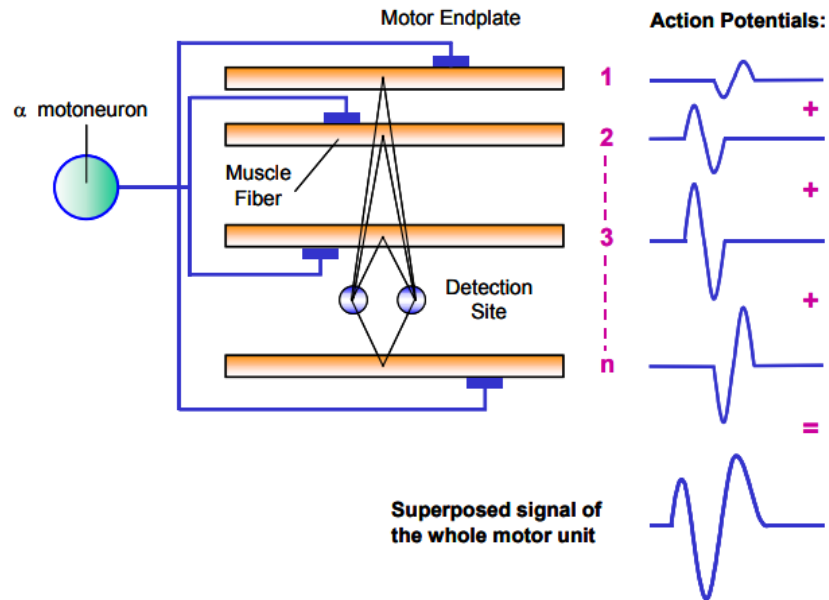 Motor Endplate
Action Potentials:
α motoneuron
1
+
2
Muscle
Fiber
+
3
Detection
Site
+
n
=
Superposed signal of
the whole motor unit